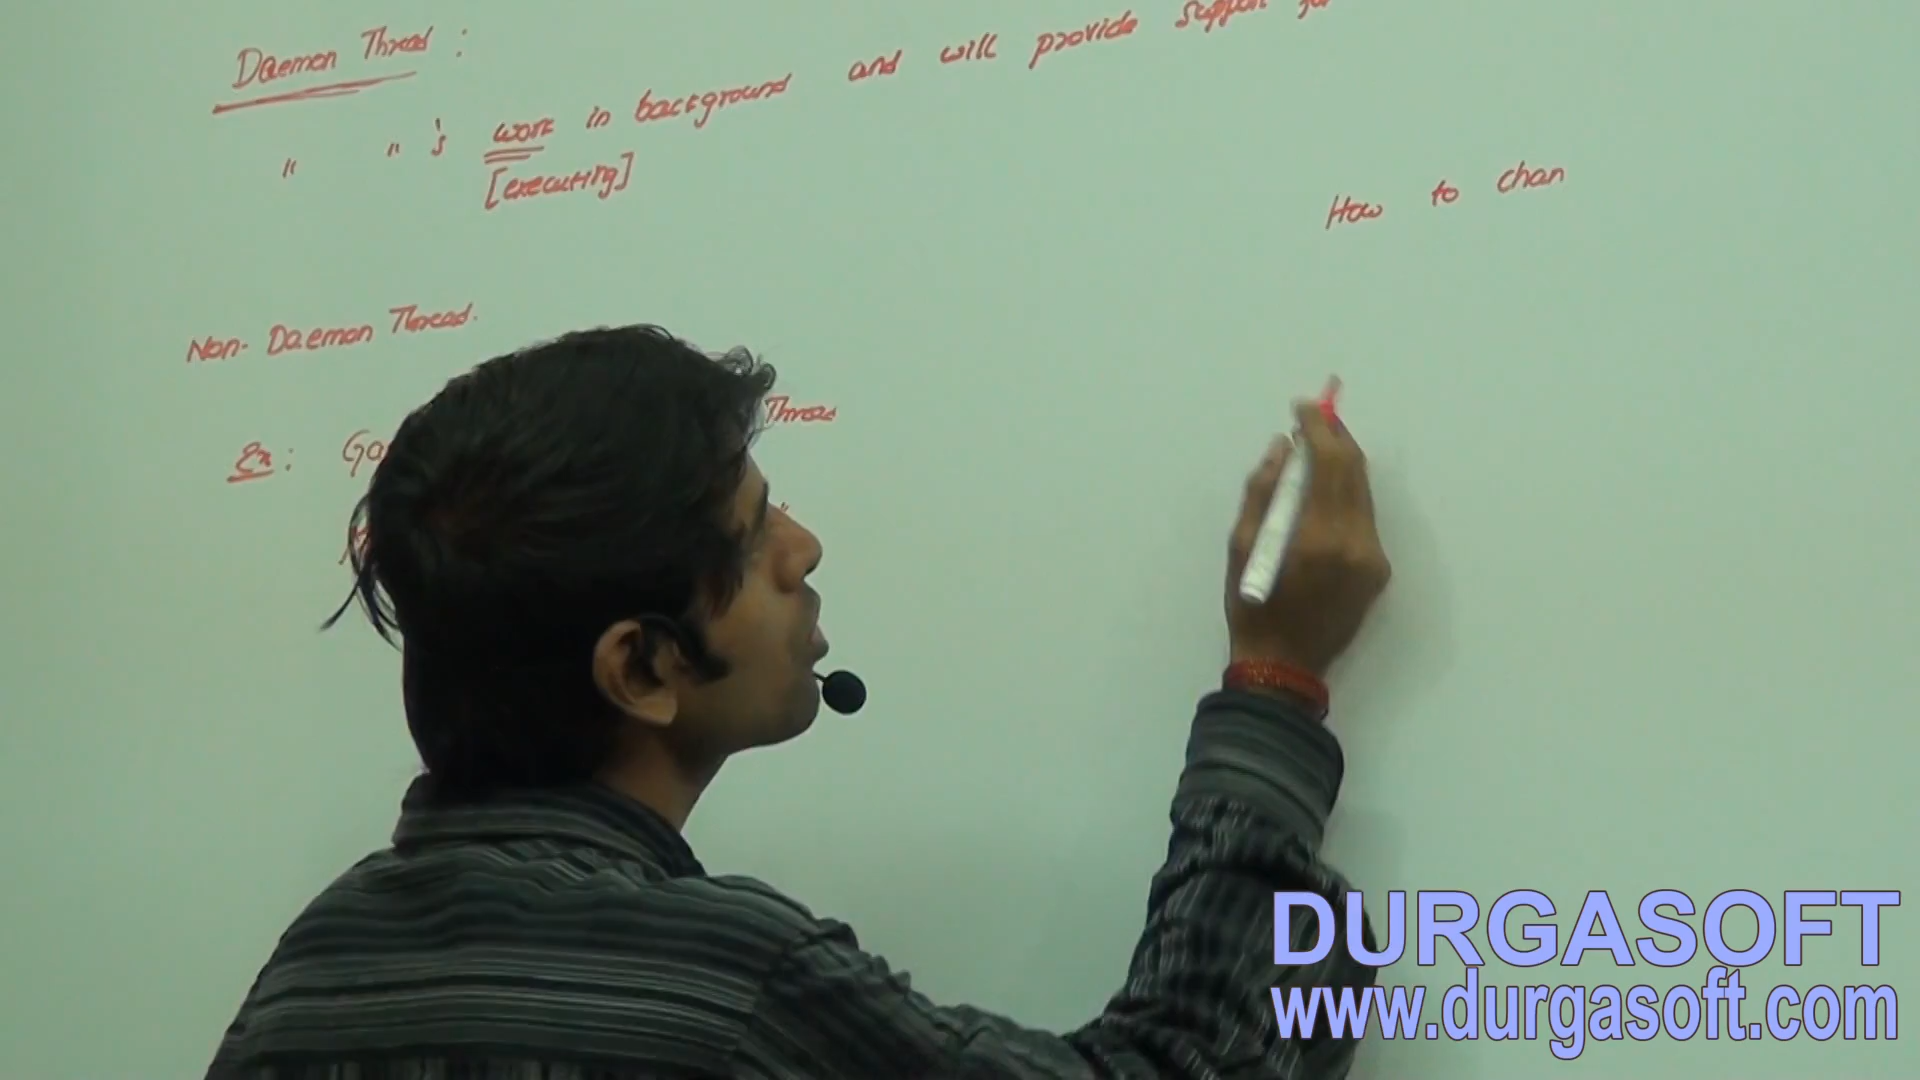 Daemon Thread :
" " 's work in background and will provide support for
[executing]
How to chan
Non-Daemon Thread.
Ex : Ga Thread
"
DURGASOFT
www.durgasoft.com